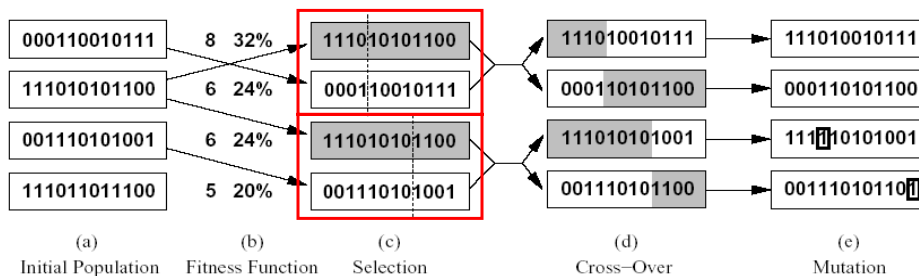 000110010111 8 32% 111010101100 111010010111 111010010111
111010101100 6 24% 000110010111 000110101100 000110101100
001110101001 6 24% 111010101100 111010101001 111110101001
111011011100 5 20% 001110101001 001110101100 001110101101
(a) (b) (c) (d) (e)
Initial Population Fitness Function Selection Cross−Over Mutation